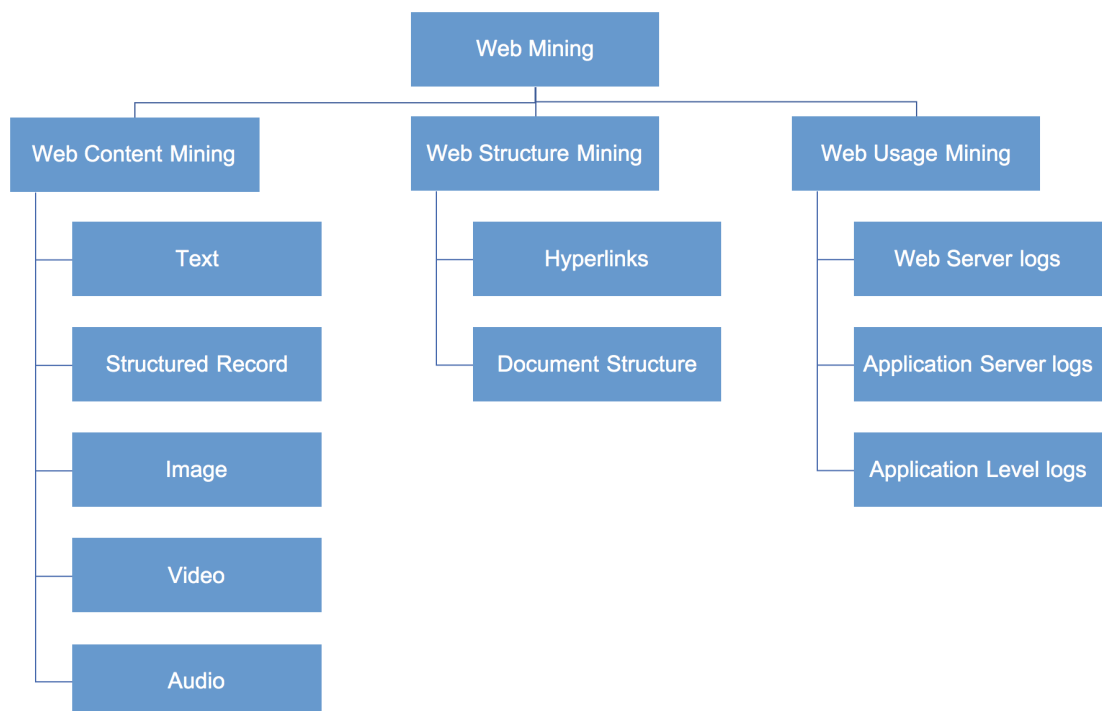 Web Mining
Web Content Mining
Text
Structured Record
Image
Video
Audio
Web Structure Mining
Hyperlinks
Document Structure
Web Usage Mining
Web Server logs
Application Server logs
Application Level logs